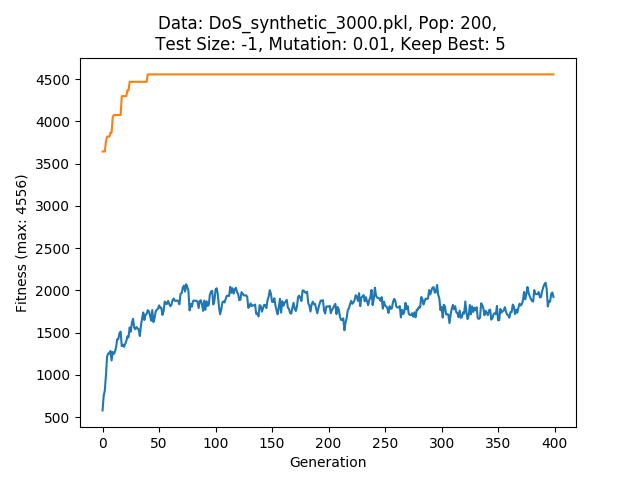 Data: DoS_synthetic_3000.pkl, Pop: 200,
Test Size: -1, Mutation: 0.01, Keep Best: 5
4500
4000
3500
3000
2500
2000
1500
1000
500
Fitness (max: 4556)
0 50 100 150 200 250 300 350 400
Generation